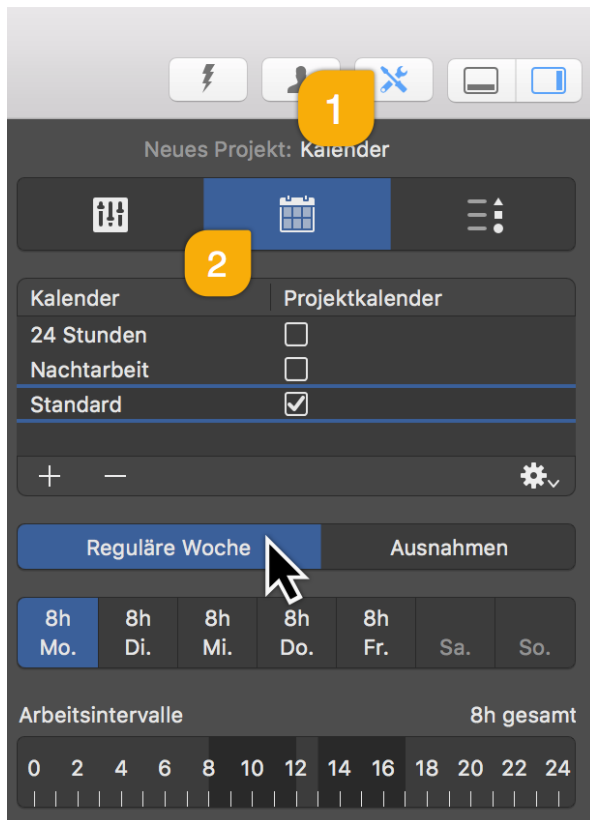 1
Neues Projekt: Kalender
2
Kalender Projektkalender
24 Stunden
Nachtarbeit
Standard
Reguläre Woche Ausnahmen
8h 8h 8h 8h 8h
Mo. Di. Mi. Do. Fr. Sa. So.
Arbeitsintervalle 8h gesamt
0 2 4 6 8 10 12 14 16 18 20 22 24